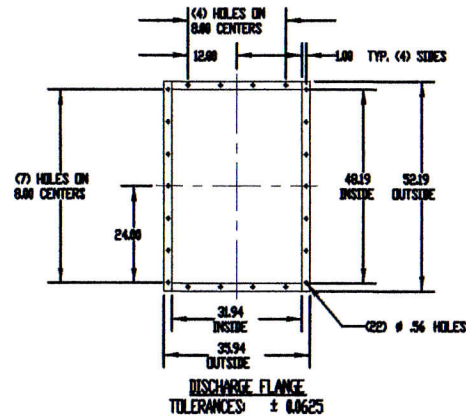 (4) HOLES ON
8.00 CENTERS
12.00
1.00 TYP. (4) SIDES
(7) HOLES ON
8.00 CENTERS
48.19
INSIDE
52.19
OUTSIDE
24.00
31.94
INSIDE
(22) ø .56 HOLES
35.94
OUTSIDE
DISCHARGE FLANGE
TOLERANCES: ± 0.0625